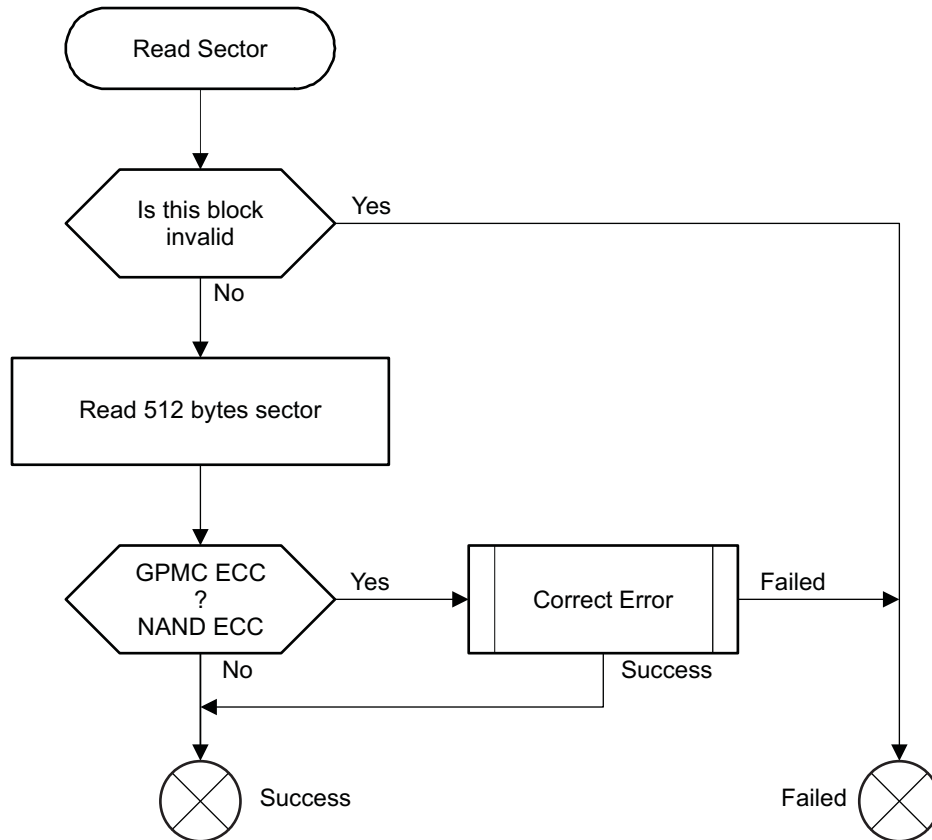 Read Sector
Is this block
invalid
Yes
No
Read 512 bytes sector
GPMC ECC
?
NAND ECC
Yes
Correct Error
Failed
No
Success
Success
Failed